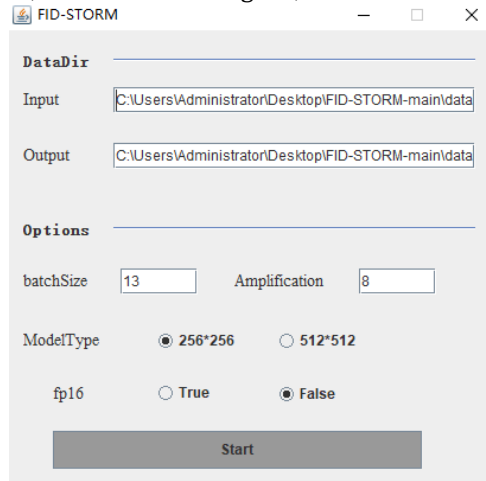 FID-STORM
DataDir
Input C:\Users\Administrator\Desktop\FID-STORM-main\data
Output C:\Users\Administrator\Desktop\FID-STORM-main\data
Options
batchSize 13 Amplification 8
ModelType 256*256 512*512
fp16 True False
Start